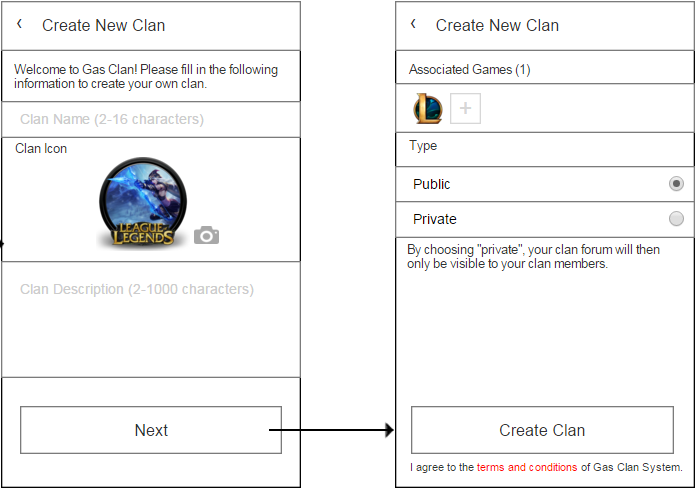 Create New Clan
Welcome to Gas Clan! Please fill in the following
information to create your own clan.
Clan Name (2-16 characters)
Clan Icon
LEAGUE OF
LEGENDS
Clan Description (2-1000 characters)
Next
Create New Clan
Associated Games (1)
L
+
Type
Public
Private
By choosing "private", your clan forum will then
only be visible to your clan members.
Create Clan
I agree to the terms and conditions of Gas Clan System.